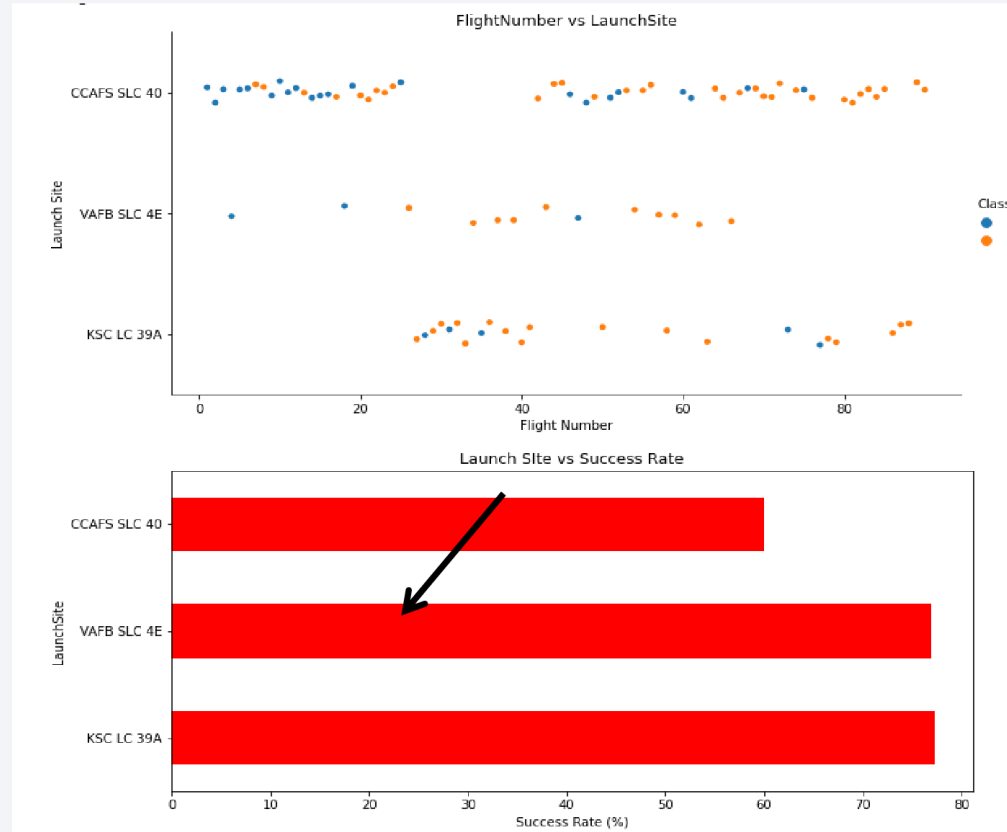 FlightNumber vs LaunchSite
CCAFS SLC 40
VAFB SLC 4E
KSC LC 39A
Launch Site
0 20 40 60 80
Flight Number
Class
Launch SIte vs Success Rate
CCAFS SLC 40
VAFB SLC 4E
KSC LC 39A
LaunchSite
0 10 20 30 40 50 60 70 80
Success Rate (%)